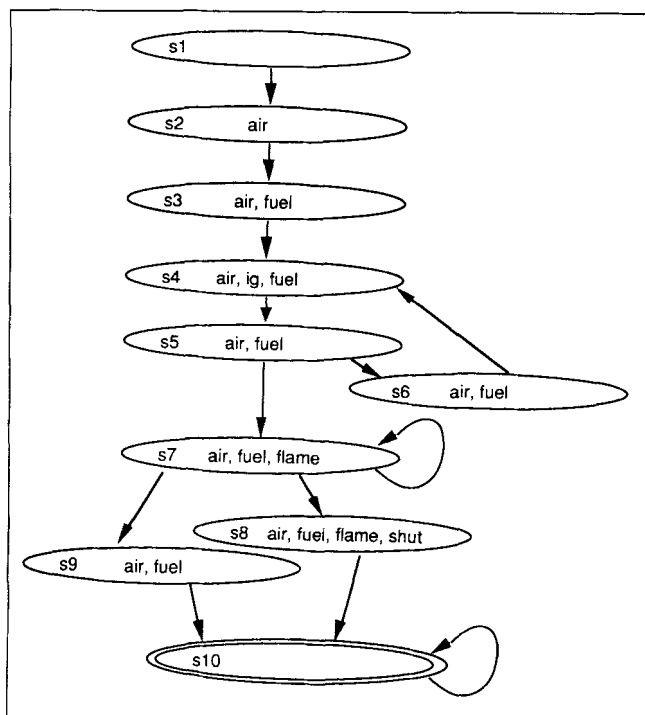 s1
s2 air
s3 air, fuel
s4 air, ig, fuel
s5 air, fuel
s6 air, fuel
s7 air, fuel, flame
s8 air, fuel, flame, shut
s9 air, fuel
s10